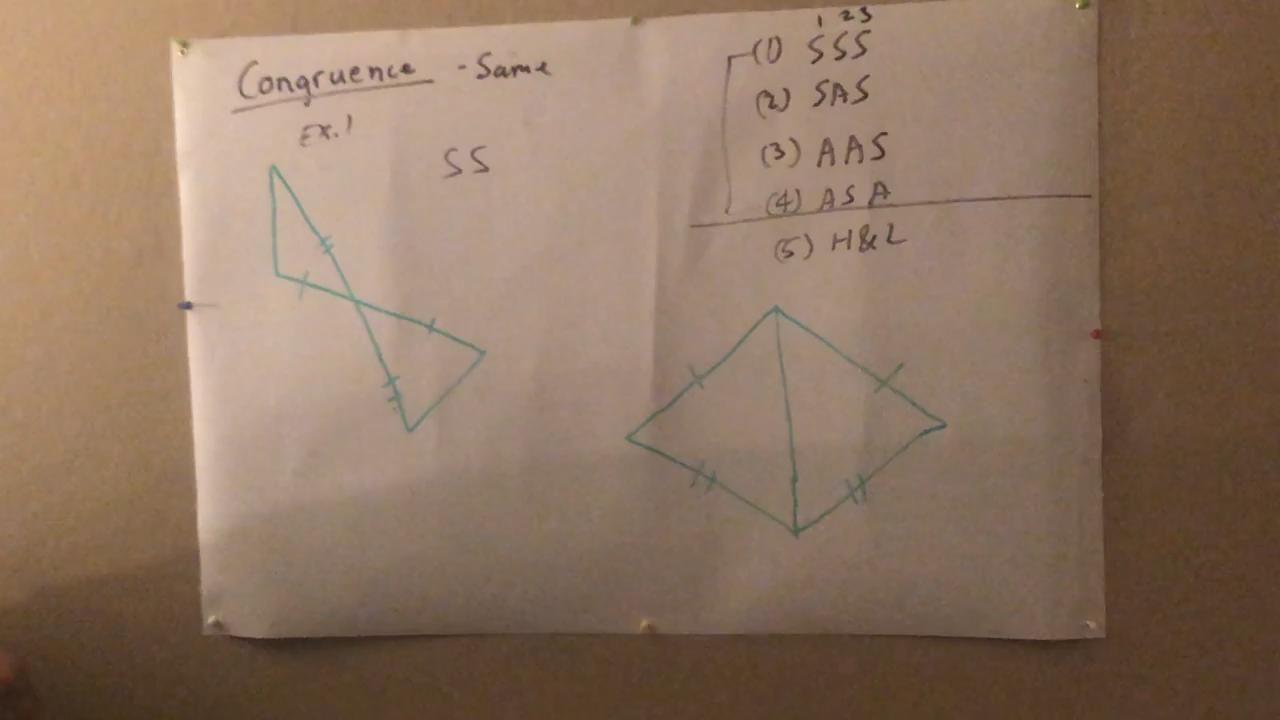 Congruence - Same
Ex. 1
SS
1 2 3
(1) SSS
(2) SAS
(3) AAS
(4) ASA
(5) H&L